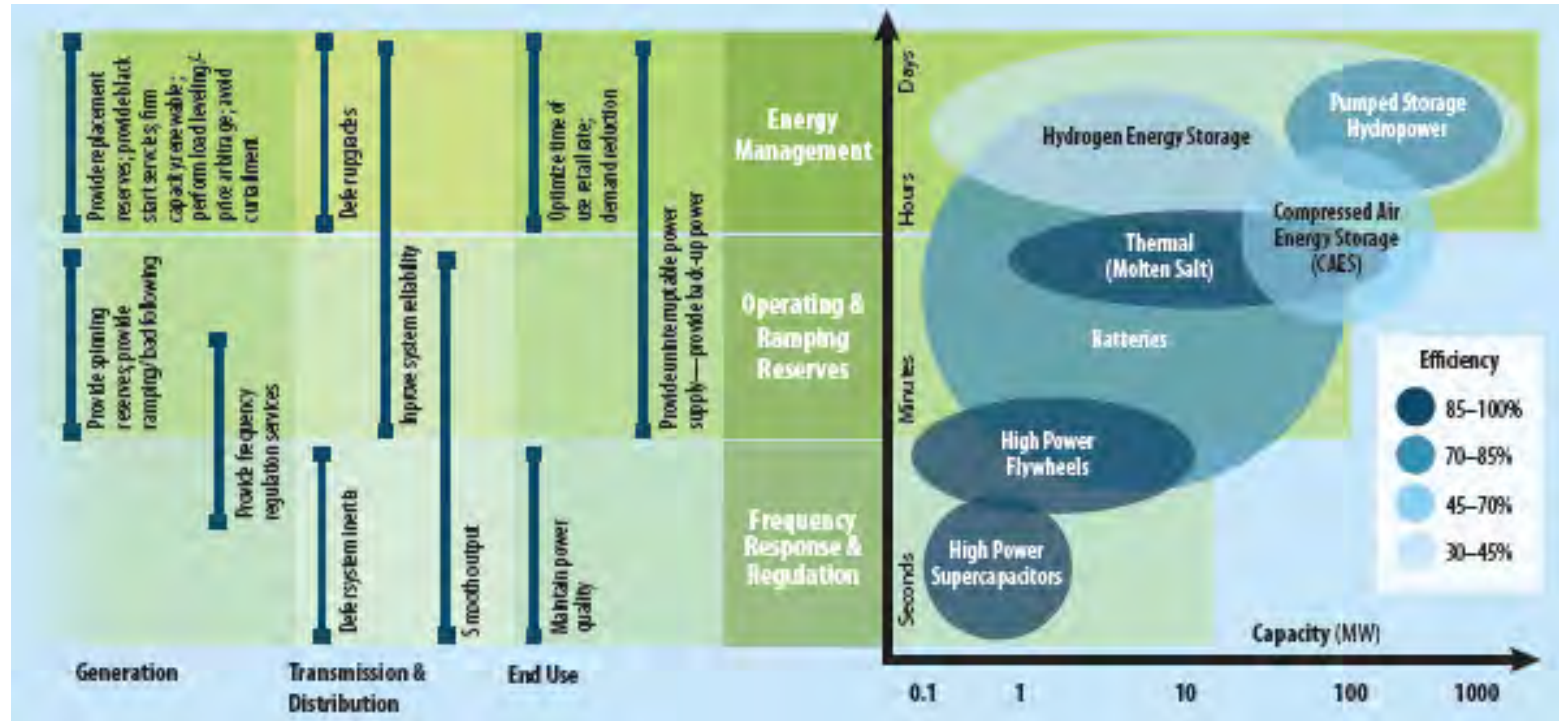 Provide replacement
reserves; provide black
start services; firm
capacity renewable;
perform load leveling/-
price arbitrage; avoid
curtailment
Provide spinning
reserves; provide
ramping/load following
Provide frequency
regulation services
Generation
Defer upgrades
Improve system reliability
Defer system inertia
Smooth output
Transmission &
Distribution
Optimize time of
use retail rate;
demand reduction
Provide uninterruptable power
supply—provide back-up power
Maintain power
quality
End Use
Energy
Management
Operating &
Ramping
Reserves
Frequency
Response &
Regulation
Days
Hours
Minutes
Seconds
Hydrogen Energy Storage
Pumped Storage
Hydropower
Compressed Air
Energy Storage
(CAES)
Thermal
(Molten Salt)
Batteries
High Power
Flywheels
High Power
Supercapacitors
Efficiency
85–100%
70–85%
45–70%
30–45%
Capacity (MW)
0.1
1
10
100
1000